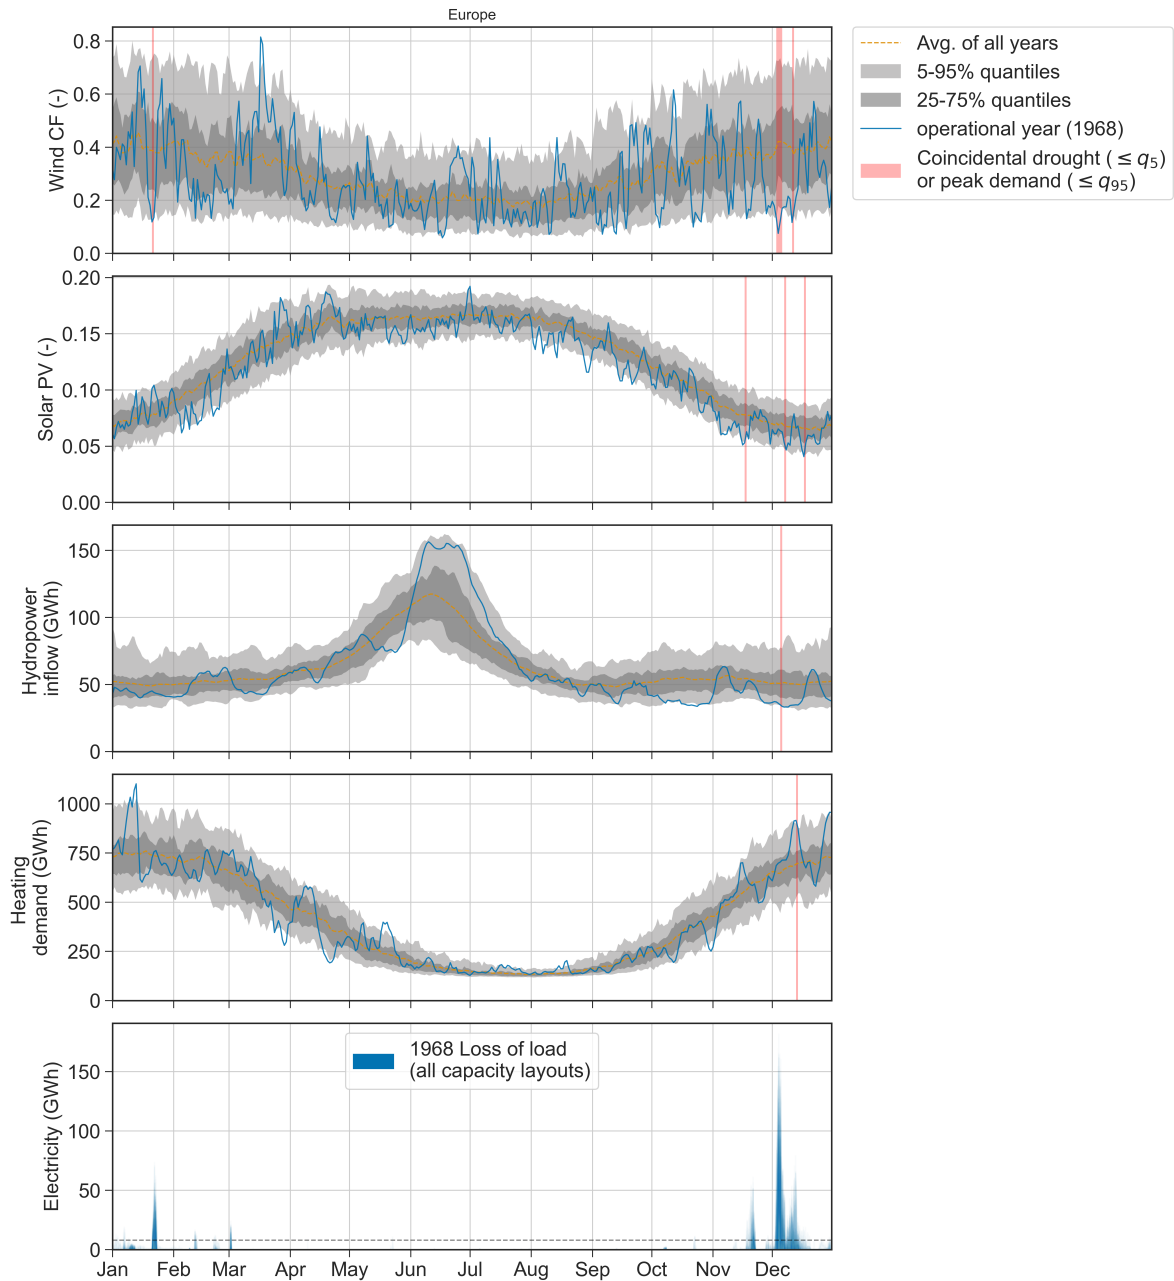 Europe
Wind CF (-)
0.8
0.6
0.4
0.2
0.0
Avg. of all years
5-95% quantiles
25-75% quantiles
operational year (1968)
Coincidental drought (≤ q5)
or peak demand (≤ q95)
Solar PV (-)
0.20
0.15
0.10
0.05
0.00
Hydropower
inflow (GWh)
150
100
50
0
Heating
demand (GWh)
1000
750
500
250
0
Electricity (GWh)
150
100
50
0
1968 Loss of load
(all capacity layouts)
Jan Feb Mar Apr May Jun Jul Aug Sep Oct Nov Dec